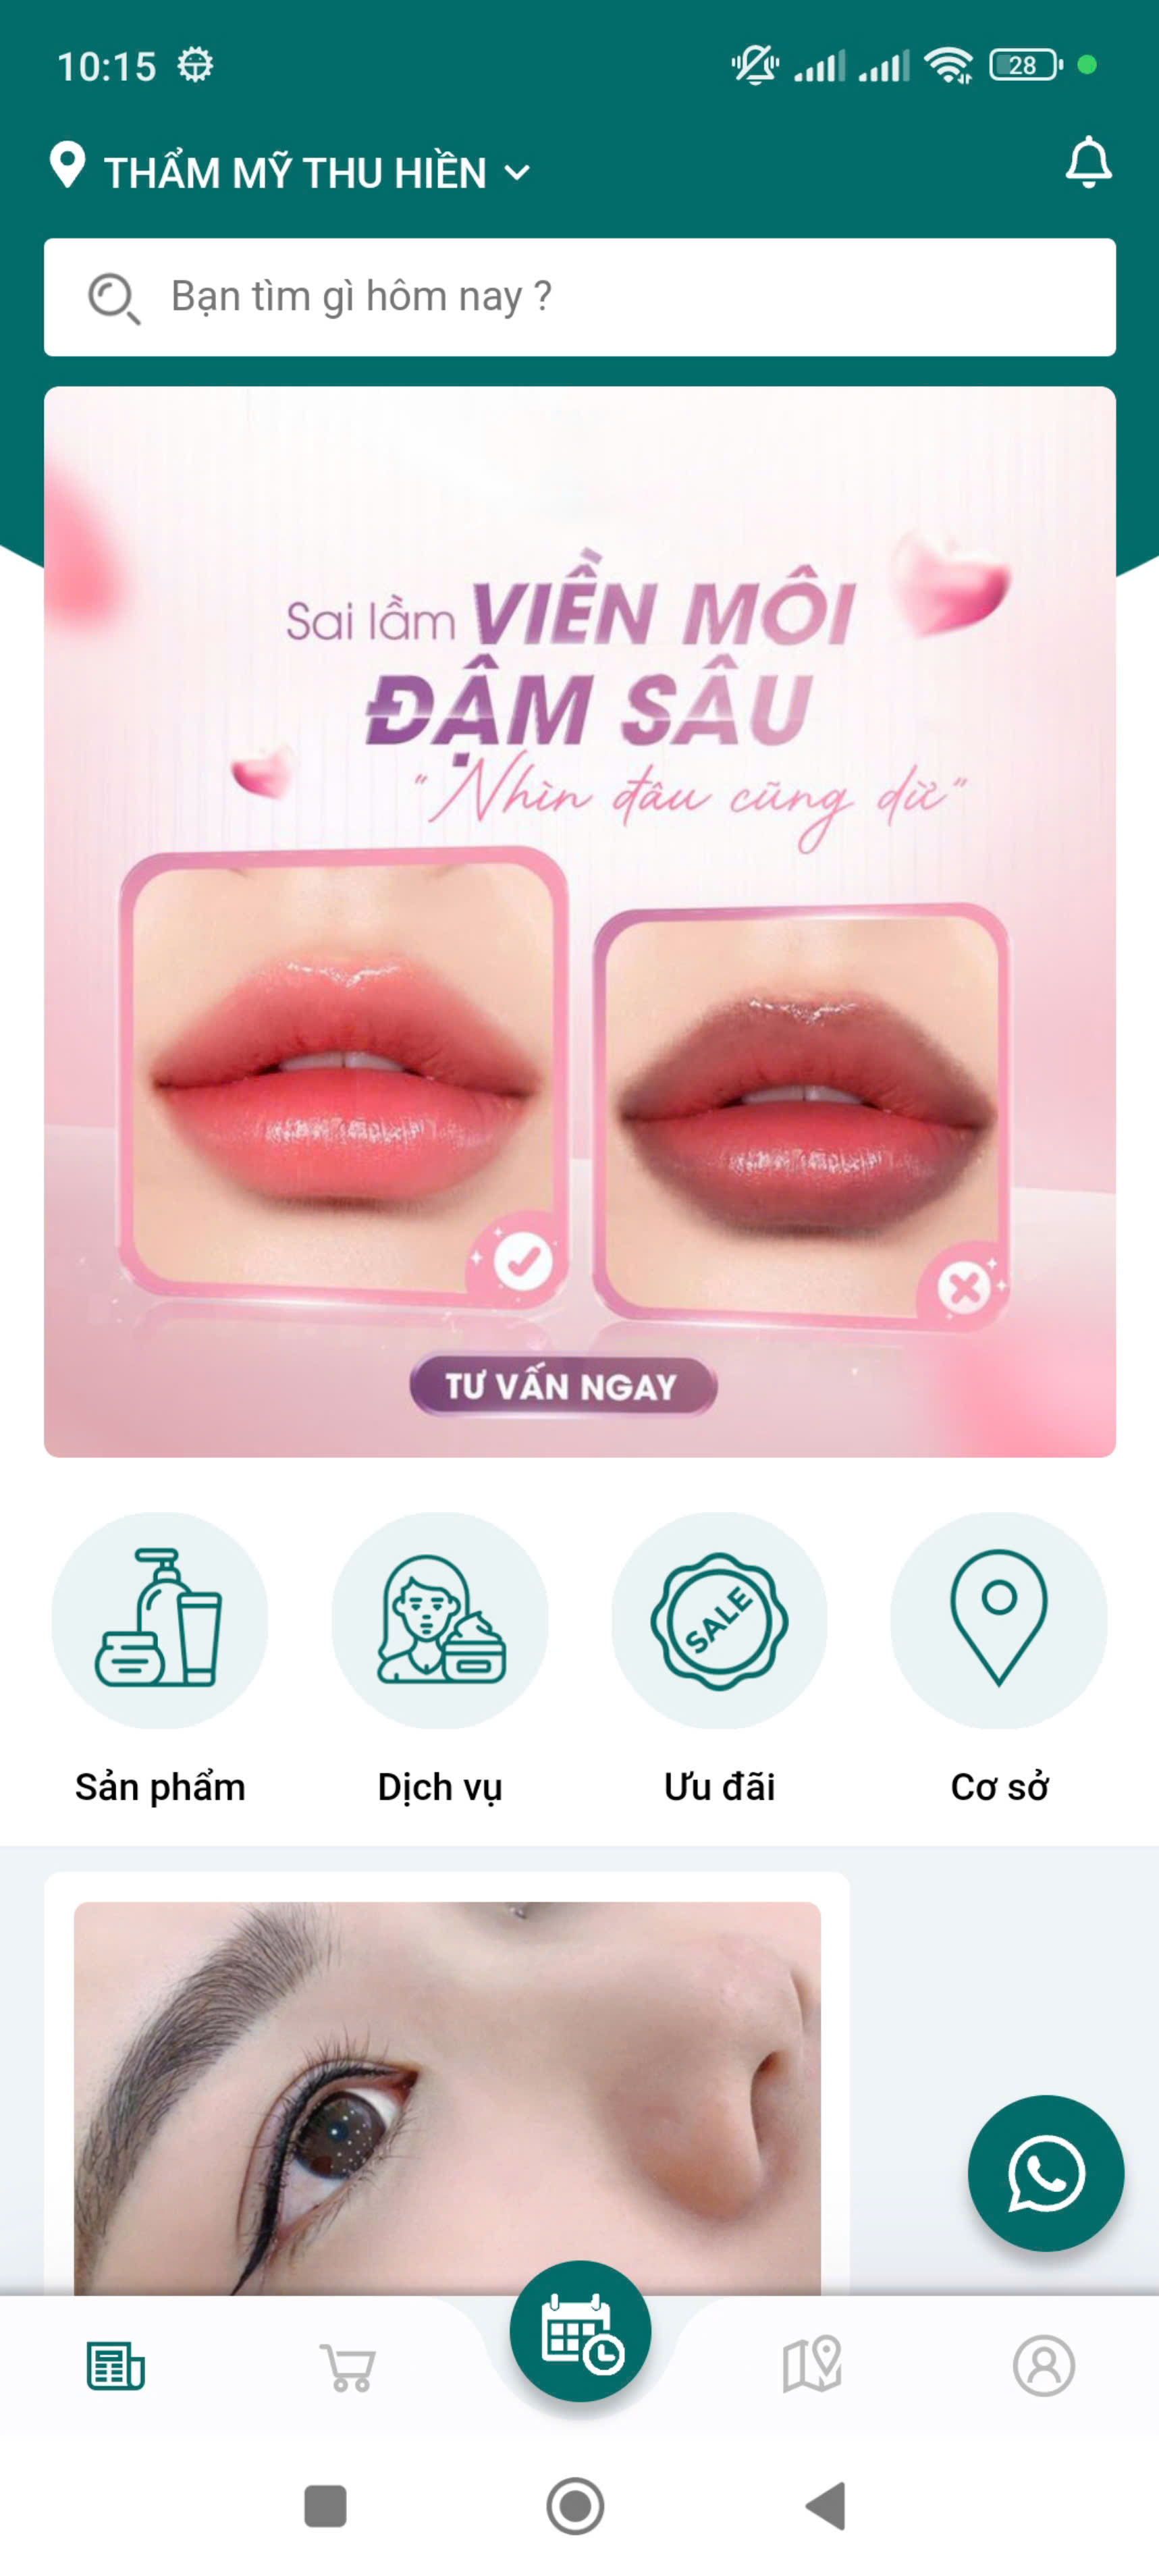 10:15
28
THẨM MỸ THU HIỀN
Bạn tìm gì hôm nay ?
Sai lầm VIỀN MÔI
ĐẬM SÂU
"Nhìn đâu cũng dừ"
TƯ VẤN NGAY
SALE
Sản phẩm Dịch vụ Ưu đãi Cơ sở